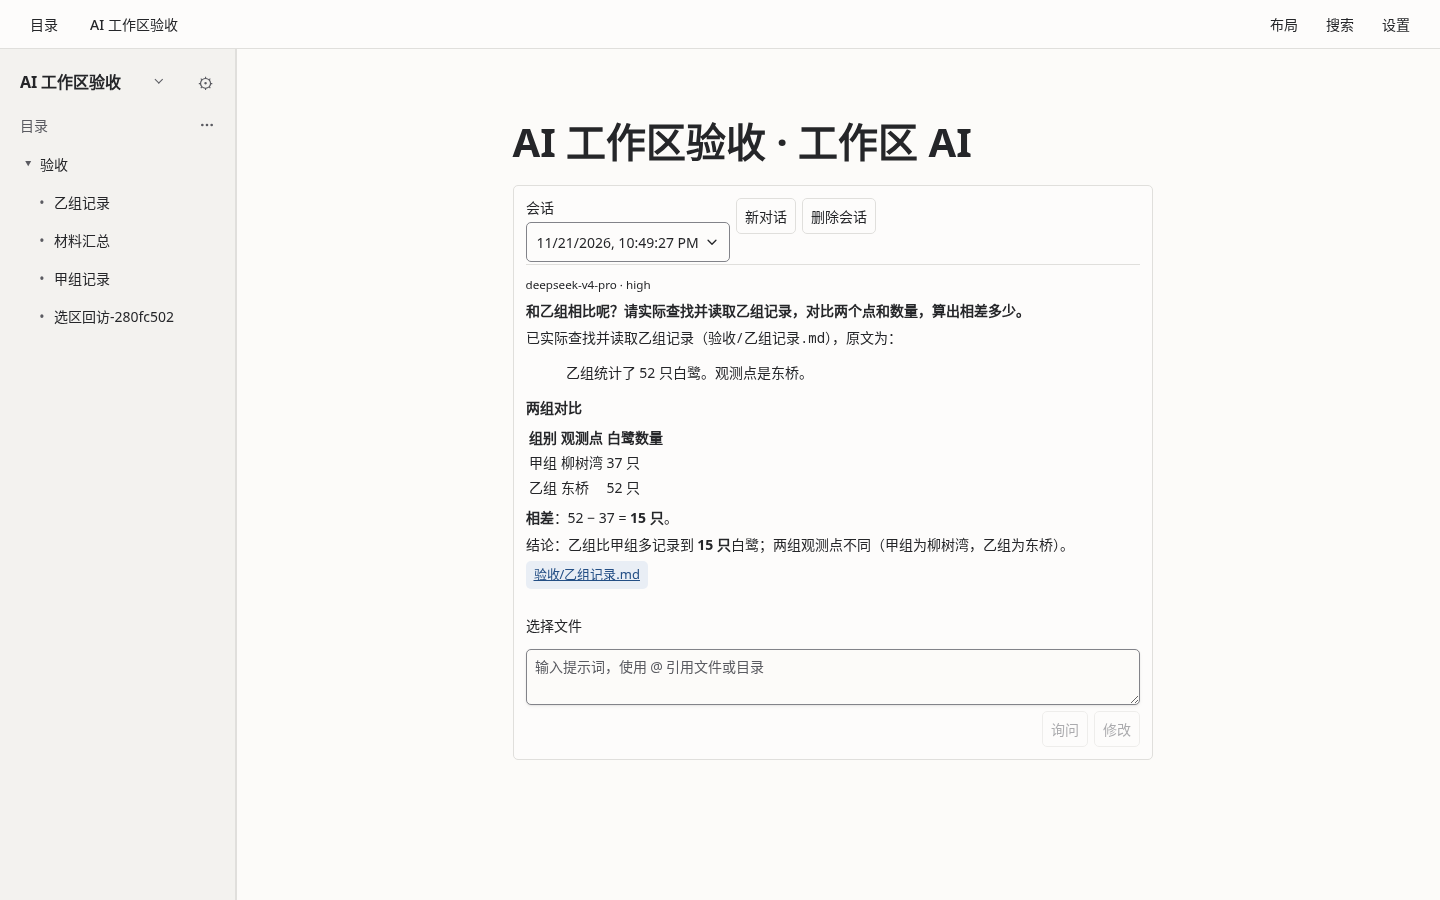 目录 AI 工作区验收 布局 搜索 设置
AI 工作区验收
目录
验收
乙组记录
材料汇总
甲组记录
选区回访-280fc502
AI 工作区验收 · 工作区 AI
会话
11/21/2026, 10:49:27 PM
新对话 删除会话
deepseek-v4-pro · high
和乙组相比呢？请实际查找并读取乙组记录，对比两个点和数量，算出相差多少。
已实际查找并读取乙组记录（验收/乙组记录.md），原文为：
乙组统计了 52 只白鹭。观测点是东桥。
两组对比
组别 观测点 白鹭数量
甲组 柳树湾 37 只
乙组 东桥 52 只
相差：52 − 37 = 15 只。
结论：乙组比甲组多记录到 15 只白鹭；两组观测点不同（甲组为柳树湾，乙组为东桥）。
验收/乙组记录.md
选择文件
输入提示词，使用 @ 引用文件或目录
询问 修改